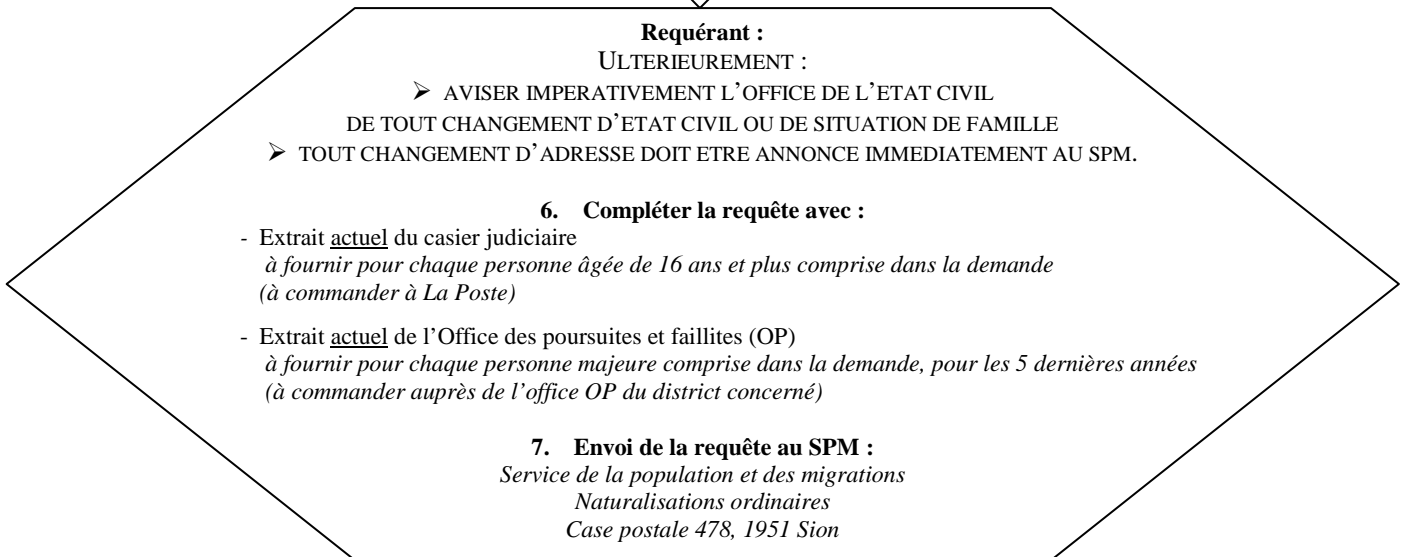 Requérant :
ULTERIEUREMENT :
➢ AVISER IMPERATIVEMENT L’OFFICE DE L’ETAT CIVIL
DE TOUT CHANGEMENT D’ETAT CIVIL OU DE SITUATION DE FAMILLE
➢ TOUT CHANGEMENT D’ADRESSE DOIT ETRE ANNONCE IMMEDIATEMENT AU SPM.
6. Compléter la requête avec :
- Extrait actuel du casier judiciaire
à fournir pour chaque personne âgée de 16 ans et plus comprise dans la demande
(à commander à La Poste)
- Extrait actuel de l’Office des poursuites et faillites (OP)
à fournir pour chaque personne majeure comprise dans la demande, pour les 5 dernières années
(à commander auprès de l’office OP du district concerné)
7. Envoi de la requête au SPM :
Service de la population et des migrations
Naturalisations ordinaires
Case postale 478, 1951 Sion